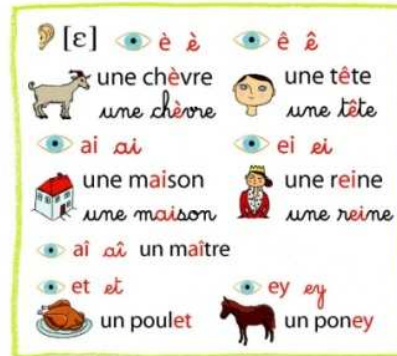 [ɛ] è è ê ê
une chèvre une tête
une chèvre une tête
ai ai ei ei
une maison une reine
une maison une reine
aî aî un maître
et et ey ey
un poulet un poney